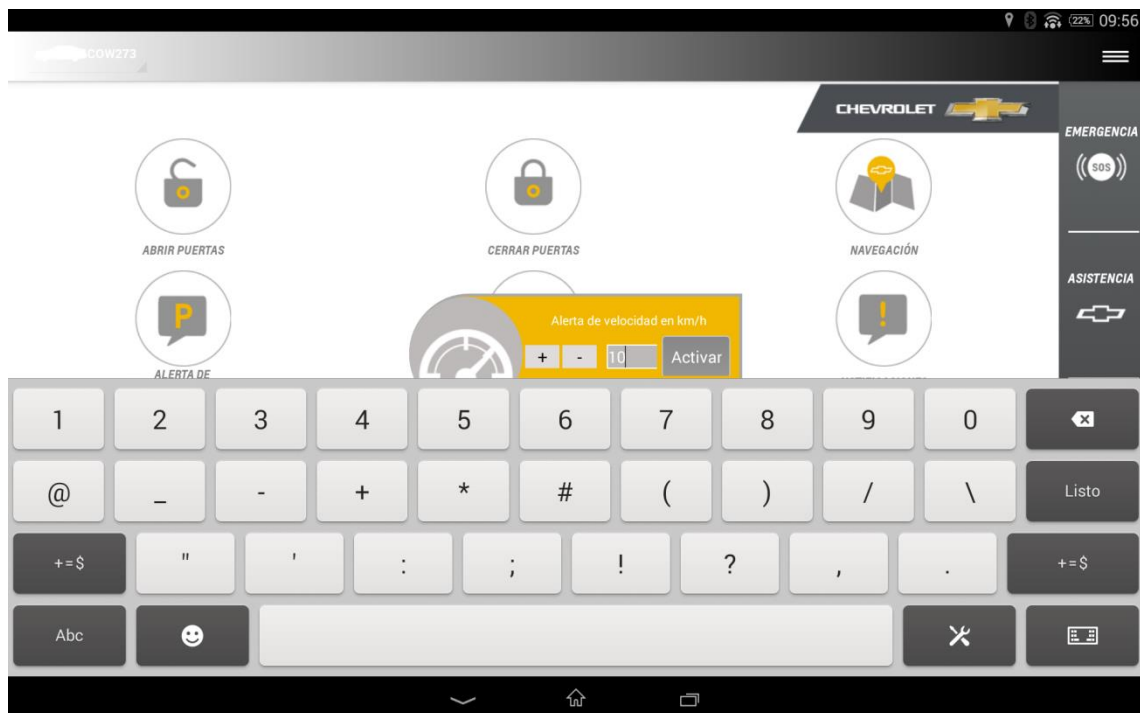 22% 09:56
COW273
CHEVROLET
EMERGENCIA
SOS
ABRIR PUERTAS
CERRAR PUERTAS
NAVEGACIÓN
ASISTENCIA
P
!
Alerta de velocidad en km/h
+ - 10 Activar
ALERTA DE
1 2 3 4 5 6 7 8 9 0
@ _ - + * # ( ) / \ Listo
+=$ " ' : ; ! ? , . +=$
Abc